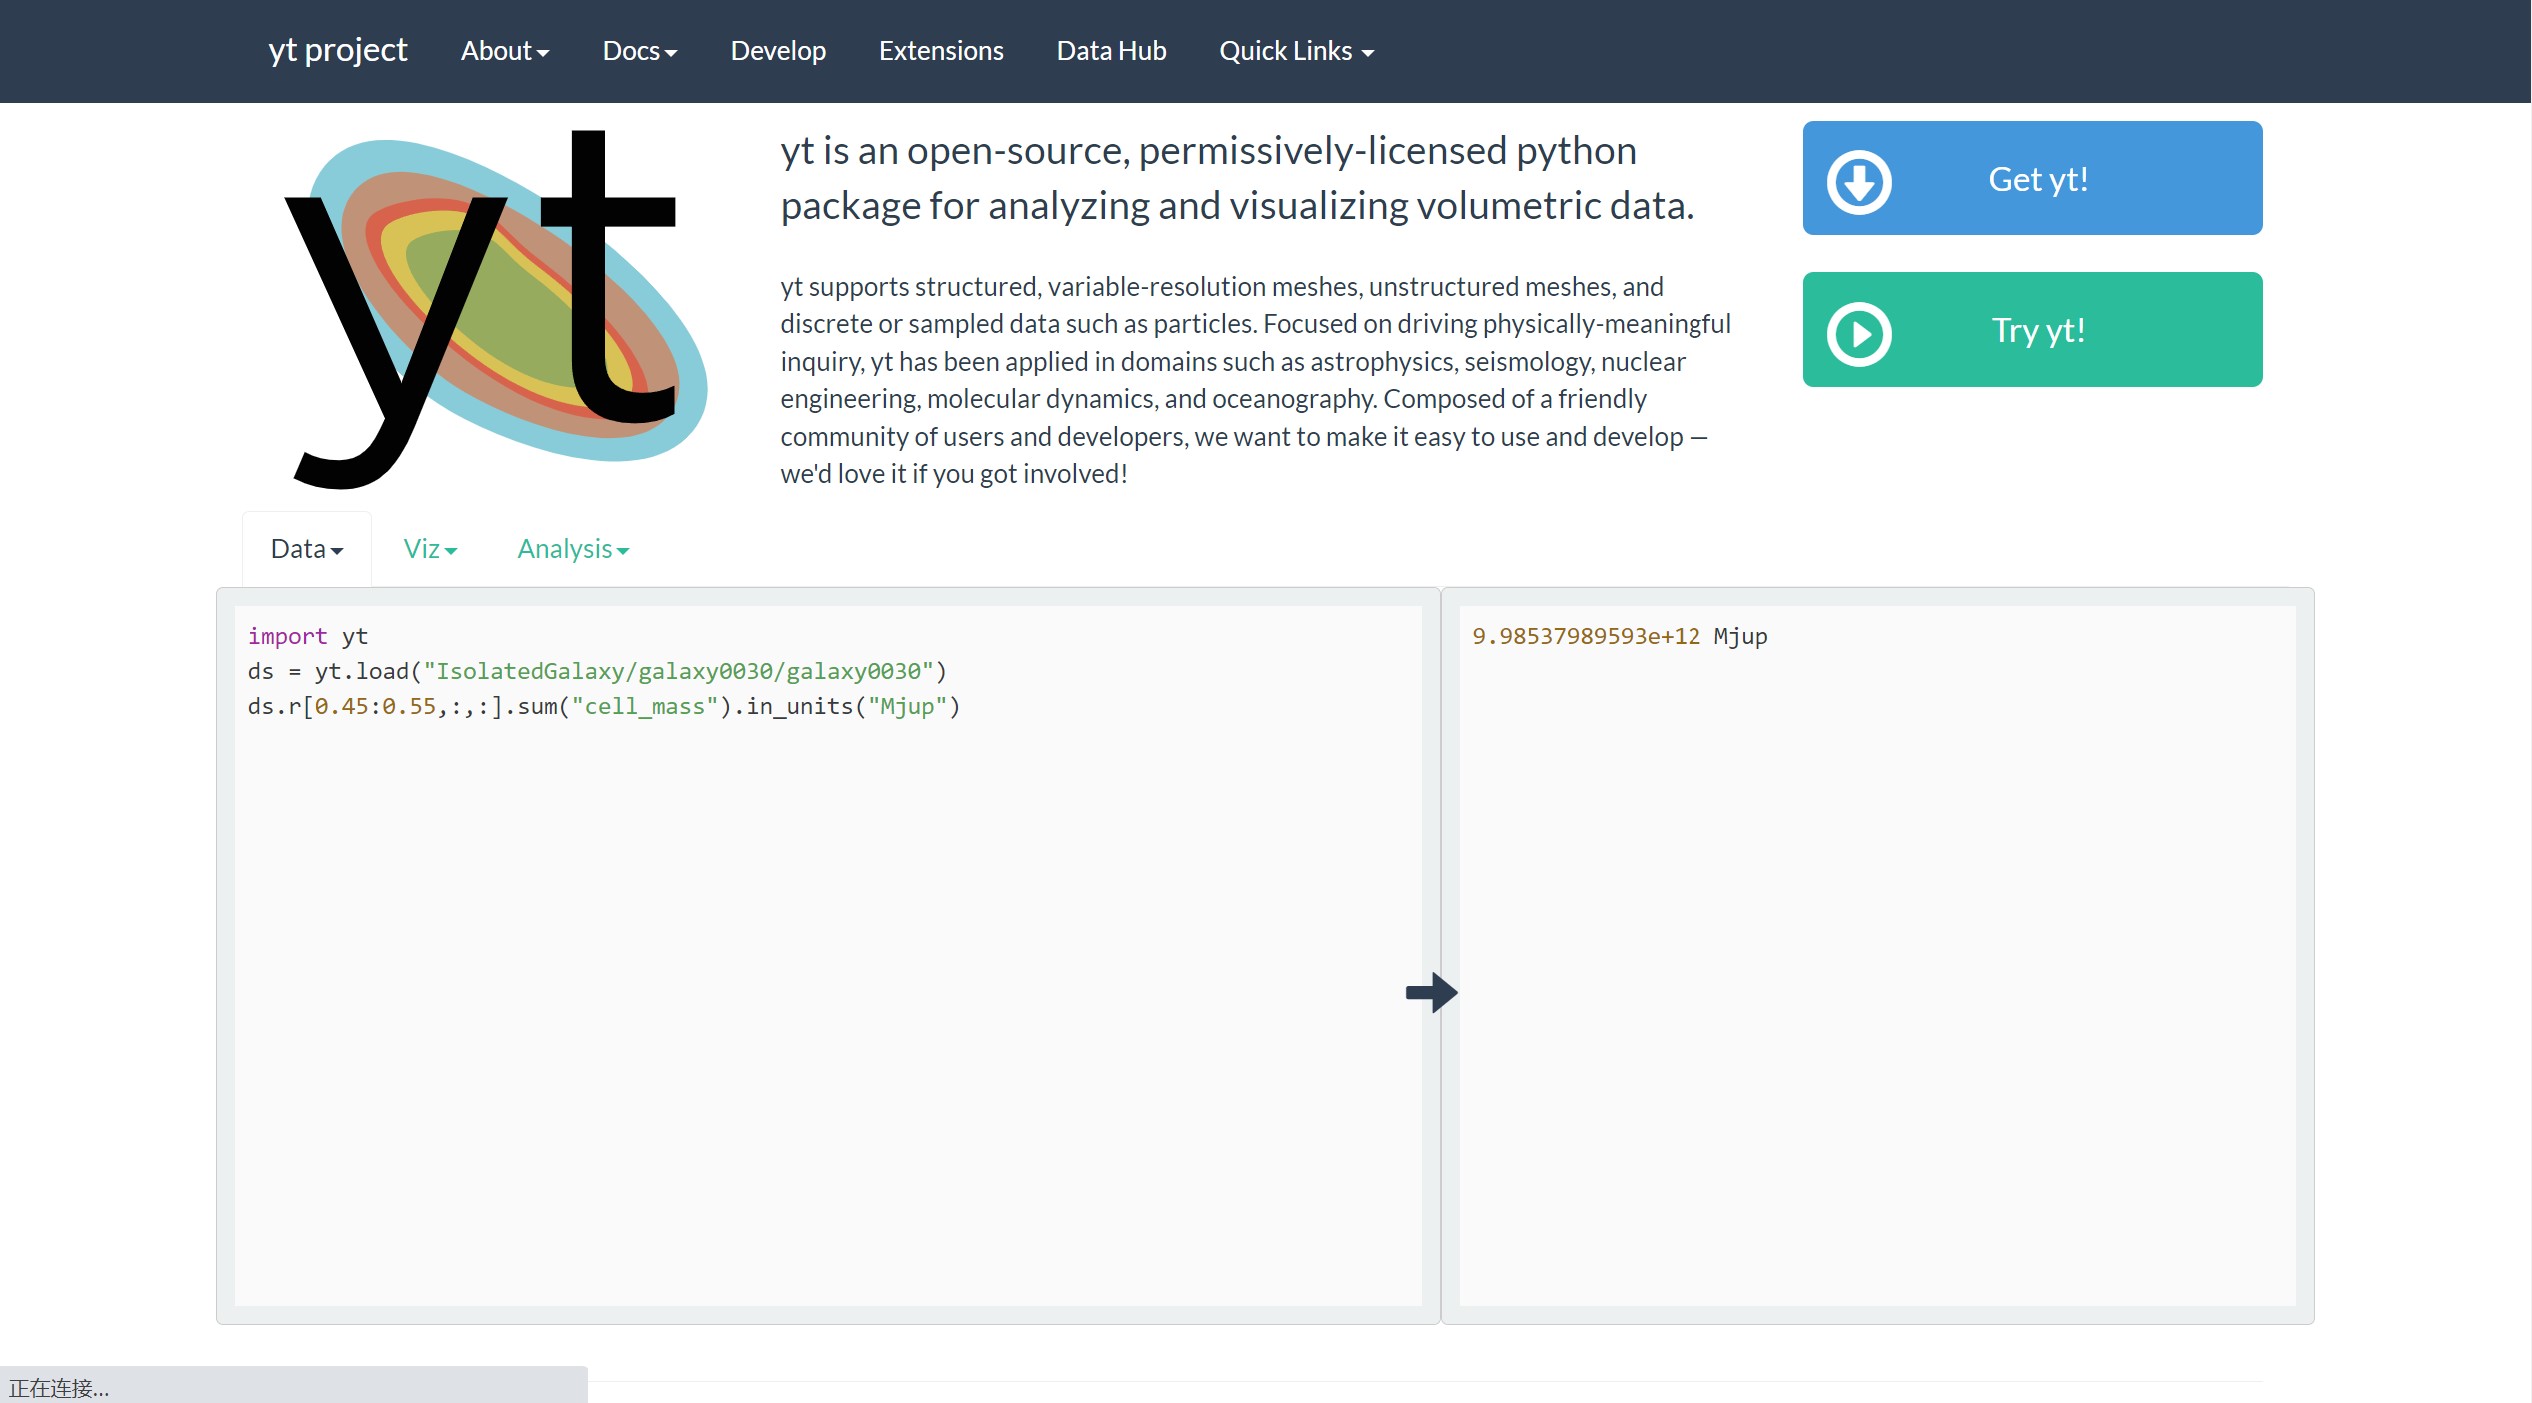 yt project About Docs Develop Extensions Data Hub Quick Links
yt
yt is an open-source, permissively-licensed python
package for analyzing and visualizing volumetric data.
yt supports structured, variable-resolution meshes, unstructured meshes, and
discrete or sampled data such as particles. Focused on driving physically-meaningful
inquiry, yt has been applied in domains such as astrophysics, seismology, nuclear
engineering, molecular dynamics, and oceanography. Composed of a friendly
community of users and developers, we want to make it easy to use and develop —
we'd love it if you got involved!
Get yt!
Try yt!
Data Viz Analysis
import yt
ds = yt.load("IsolatedGalaxy/galaxy0030/galaxy0030")
ds.r[0.45:0.55,:,:].sum("cell_mass").in_units("Mjup")
9.98537989593e+12 Mjup
正在连接...